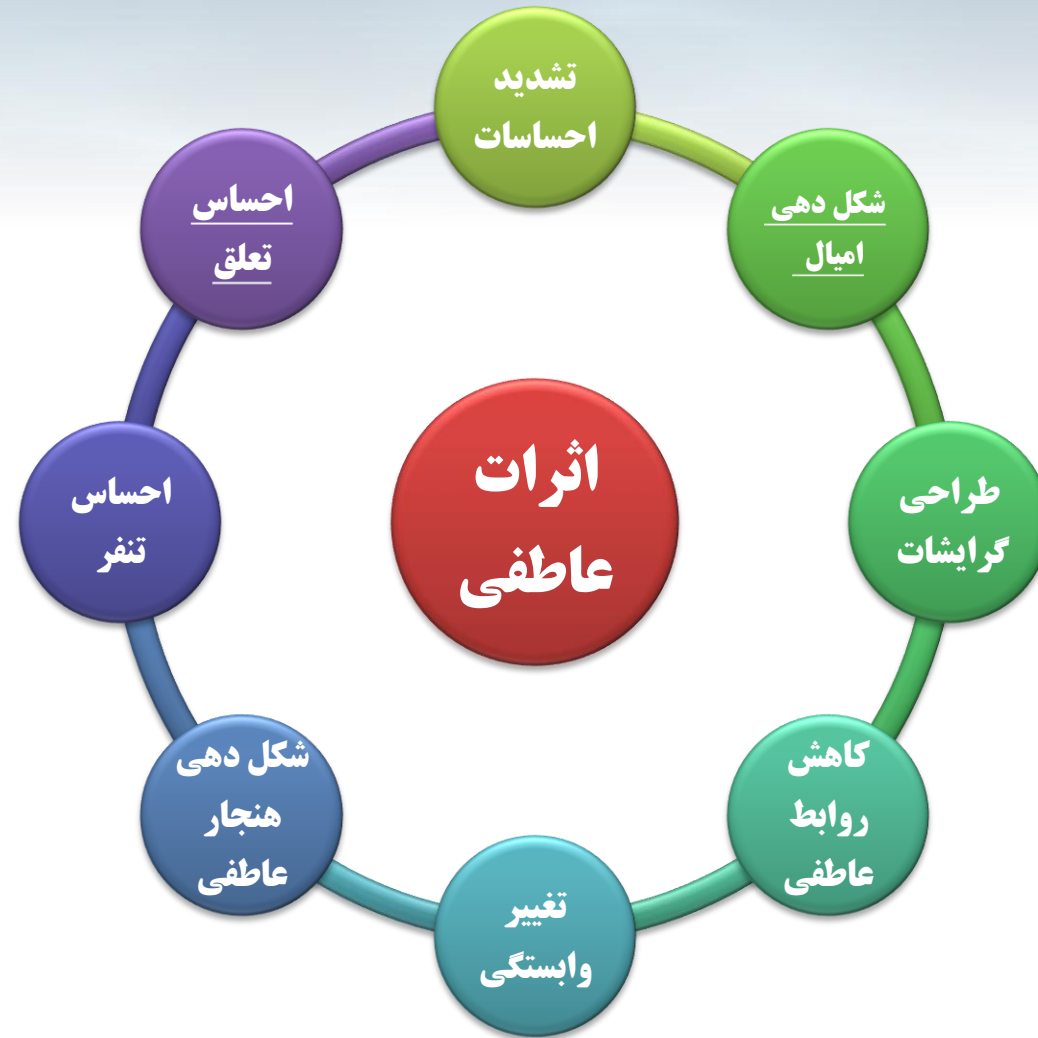 اثرات
عاطفی
تشدید
احساسات
شکل دهی
امیال
طراحی
گرایشات
کاهش
روابط
عاطفی
تغییر
وابستگی
شکل دهی
هنجار
عاطفی
احساس
تنفر
احساس
تعلق